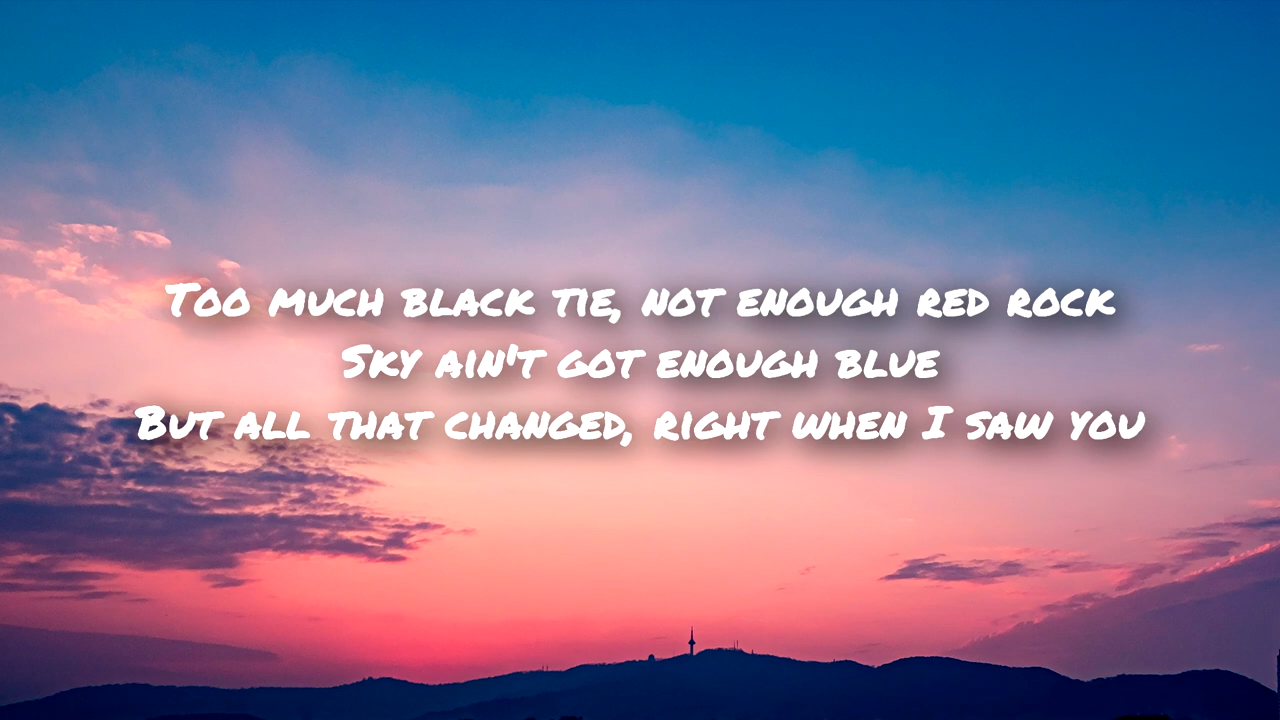 Too much black tie, not enough red rock
Sky ain't got enough blue
But all that changed, right when I saw you